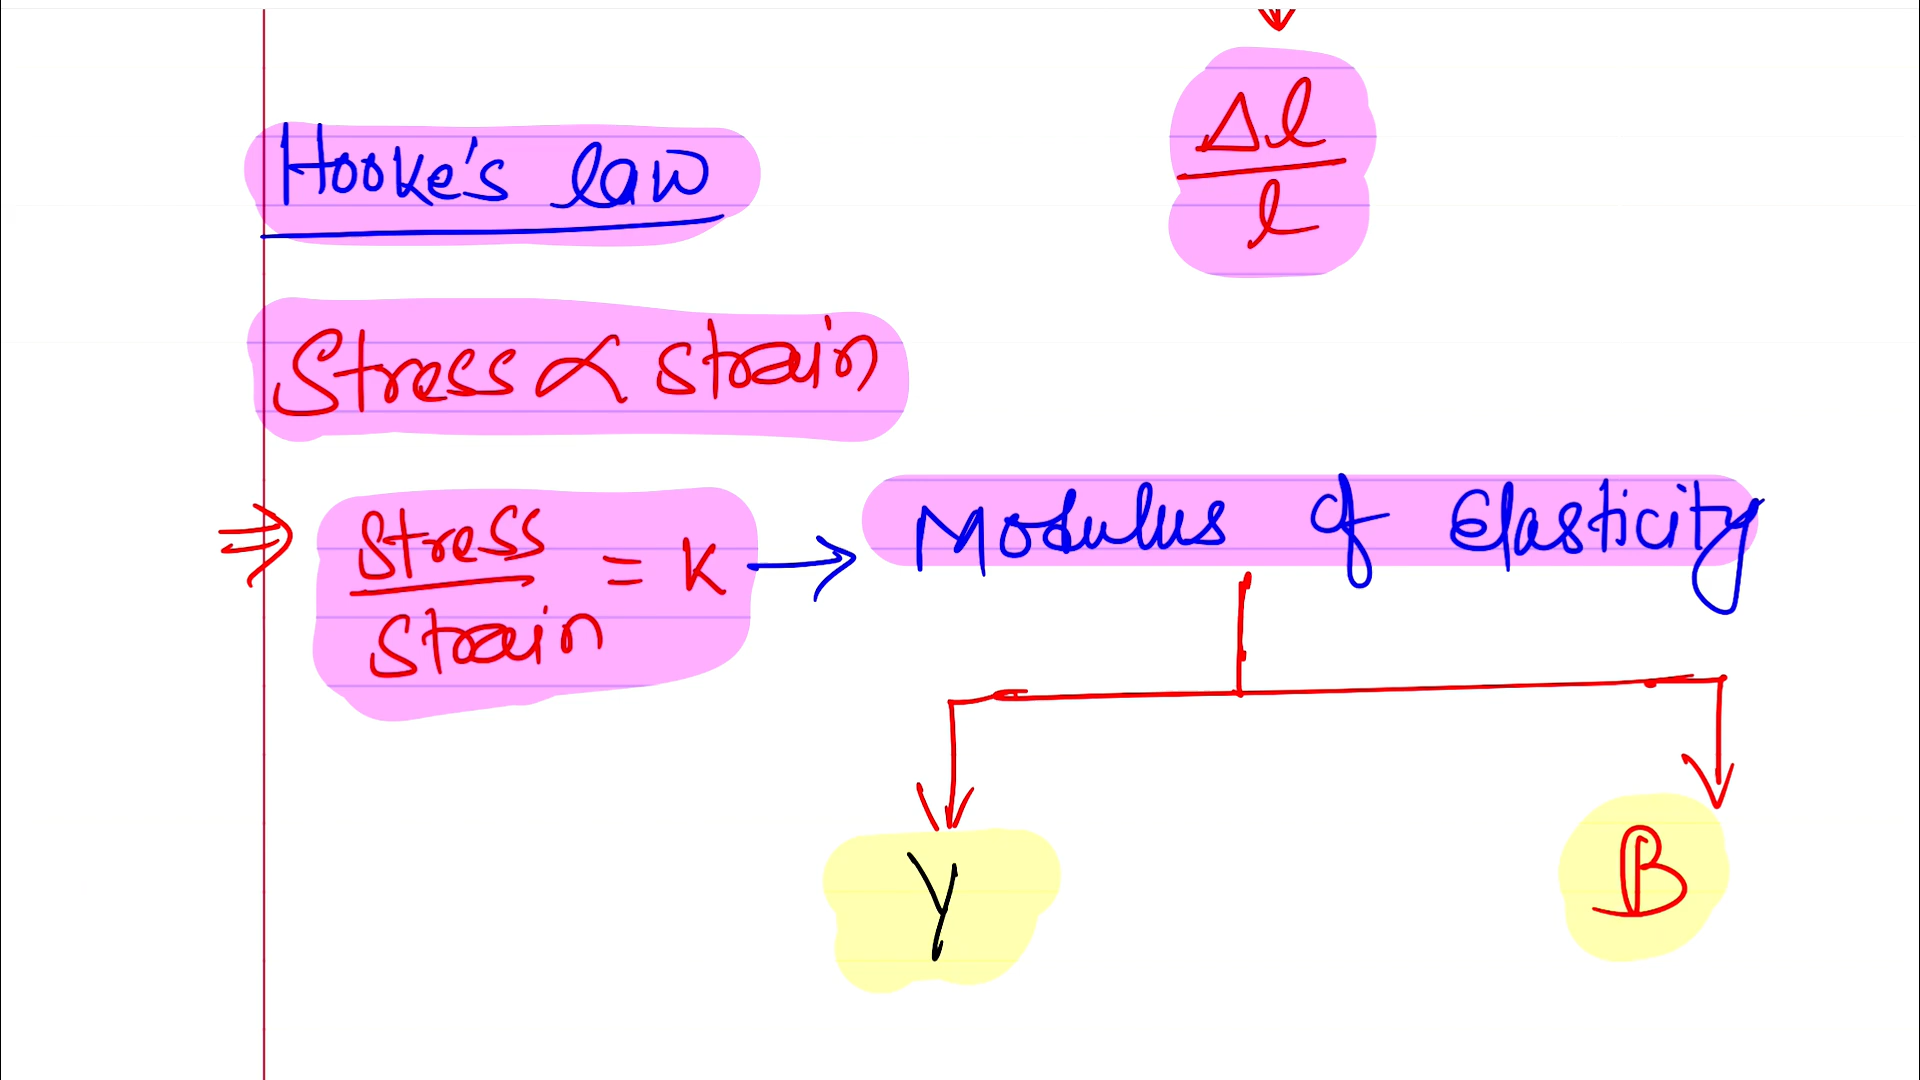 Δl
l
Hooke's law
Stress ∝ strain
⇒ Stress = K → Modulus of Elasticity
strain
Y B